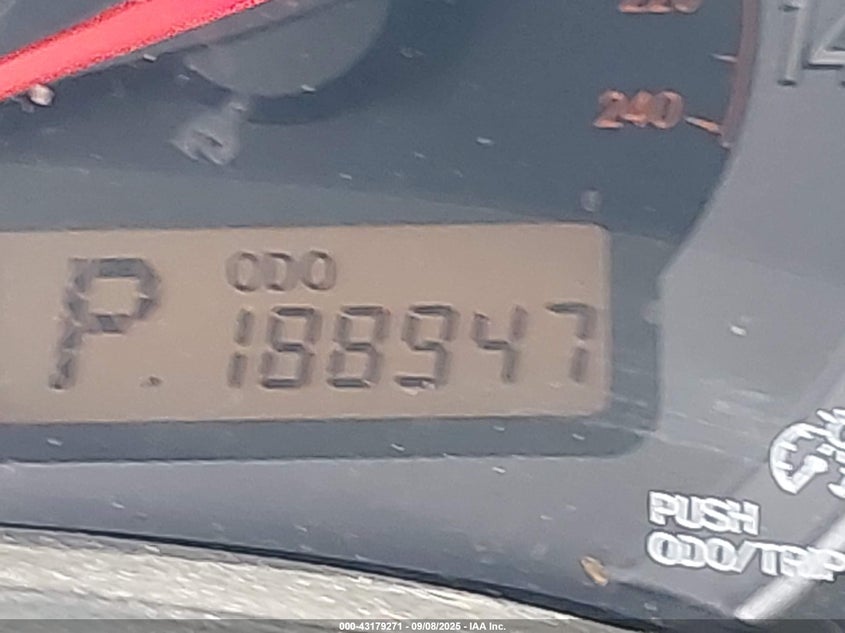 240
P ODO
188947
PUSH
ODO/TRIP
000-43179271 - 09/08/2025 - IAA Inc.